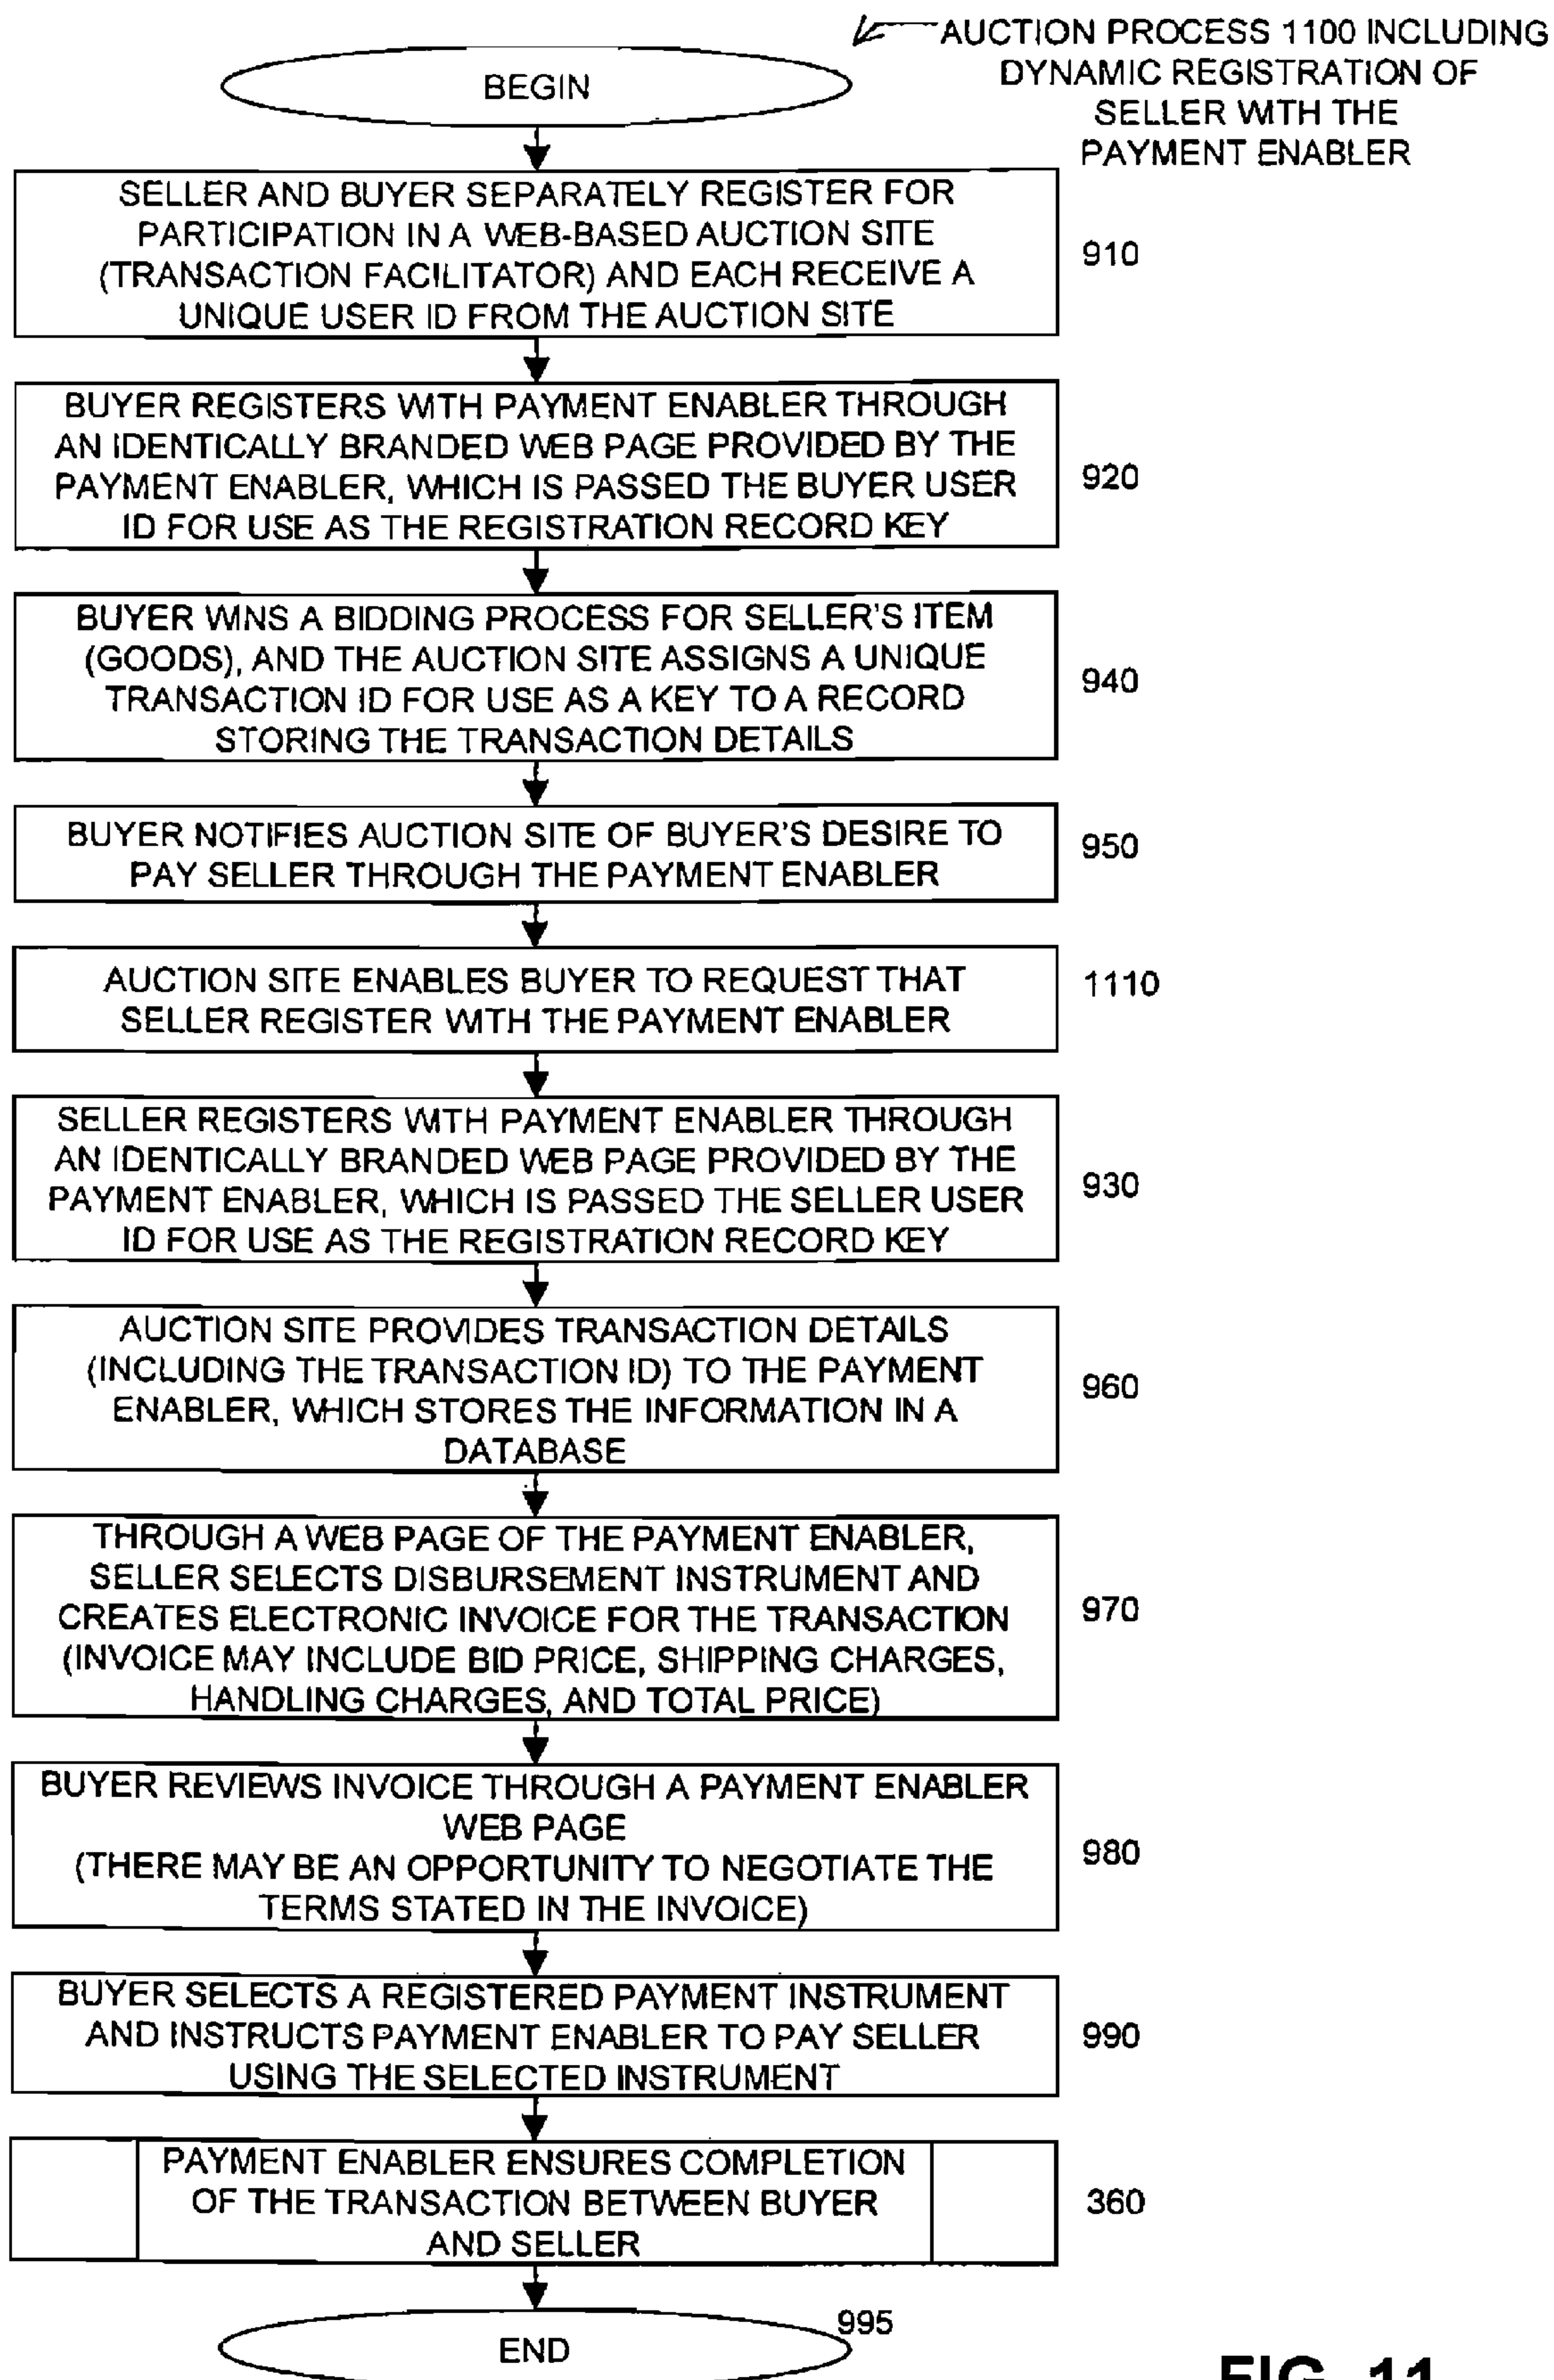 AUCTION PROCESS 1100 INCLUDING
DYNAMIC REGISTRATION OF
SELLER WITH THE
PAYMENT ENABLER
BEGIN
SELLER AND BUYER SEPARATELY REGISTER FOR
PARTICIPATION IN A WEB-BASED AUCTION SITE
(TRANSACTION FACILITATOR) AND EACH RECEIVE A
UNIQUE USER ID FROM THE AUCTION SITE
910
BUYER REGISTERS WITH PAYMENT ENABLER THROUGH
AN IDENTICALLY BRANDED WEB PAGE PROVIDED BY THE
PAYMENT ENABLER, WHICH IS PASSED THE BUYER USER
ID FOR USE AS THE REGISTRATION RECORD KEY
920
BUYER WINS A BIDDING PROCESS FOR SELLER'S ITEM
(GOODS), AND THE AUCTION SITE ASSIGNS A UNIQUE
TRANSACTION ID FOR USE AS A KEY TO A RECORD
STORING THE TRANSACTION DETAILS
940
BUYER NOTIFIES AUCTION SITE OF BUYER'S DESIRE TO
PAY SELLER THROUGH THE PAYMENT ENABLER
950
AUCTION SITE ENABLES BUYER TO REQUEST THAT
SELLER REGISTER WITH THE PAYMENT ENABLER
1110
SELLER REGISTERS WITH PAYMENT ENABLER THROUGH
AN IDENTICALLY BRANDED WEB PAGE PROVIDED BY THE
PAYMENT ENABLER, WHICH IS PASSED THE SELLER USER
ID FOR USE AS THE REGISTRATION RECORD KEY
930
AUCTION SITE PROVIDES TRANSACTION DETAILS
(INCLUDING THE TRANSACTION ID) TO THE PAYMENT
ENABLER, WHICH STORES THE INFORMATION IN A
DATABASE
960
THROUGH A WEB PAGE OF THE PAYMENT ENABLER,
SELLER SELECTS DISBURSEMENT INSTRUMENT AND
CREATES ELECTRONIC INVOICE FOR THE TRANSACTION
(INVOICE MAY INCLUDE BID PRICE, SHIPPING CHARGES,
HANDLING CHARGES, AND TOTAL PRICE)
970
BUYER REVIEWS INVOICE THROUGH A PAYMENT ENABLER
WEB PAGE
(THERE MAY BE AN OPPORTUNITY TO NEGOTIATE THE
TERMS STATED IN THE INVOICE)
980
BUYER SELECTS A REGISTERED PAYMENT INSTRUMENT
AND INSTRUCTS PAYMENT ENABLER TO PAY SELLER
USING THE SELECTED INSTRUMENT
990
PAYMENT ENABLER ENSURES COMPLETION
OF THE TRANSACTION BETWEEN BUYER
AND SELLER
360
END
995
FIG. 11